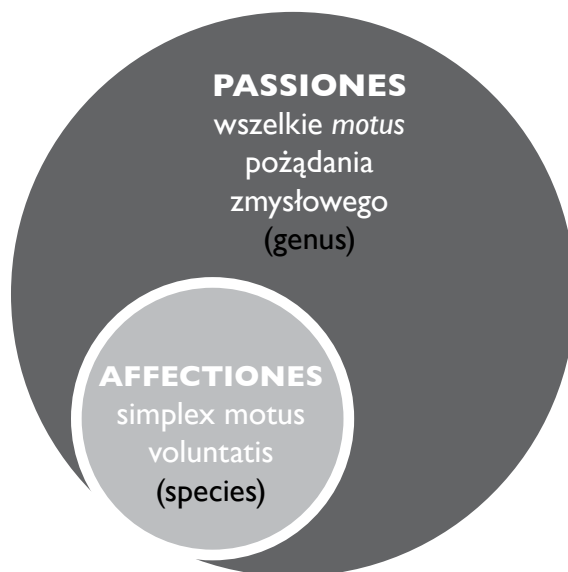 PASSIONES
wszelkie motus
pożądania
zmysłowego
(genus)
AFFECTIONES
simplex motus
voluntatis
(species)